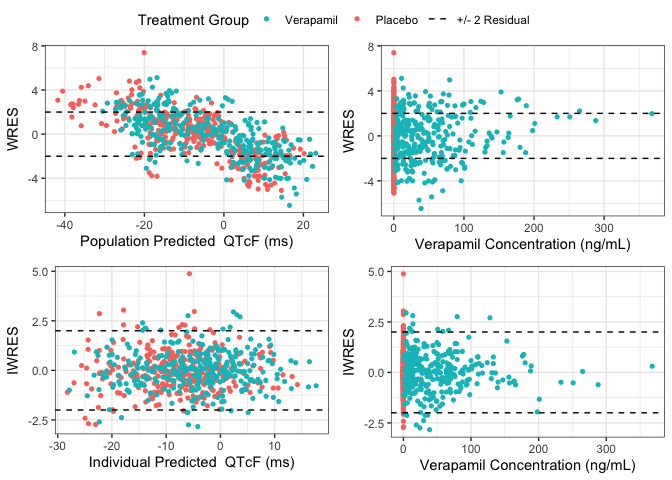 Treatment Group Verapamil Placebo +/- 2 Residual
8
4
0
-4
WRES
-40 -20 0 20
Population Predicted  QTcF (ms)
8
4
0
-4
WRES
0 100 200 300
Verapamil Concentration (ng/mL)
5.0
2.5
0.0
-2.5
IWRES
-30 -20 -10 0 10
Individual Predicted  QTcF (ms)
5.0
2.5
0.0
-2.5
IWRES
0 100 200 300
Verapamil Concentration (ng/mL)